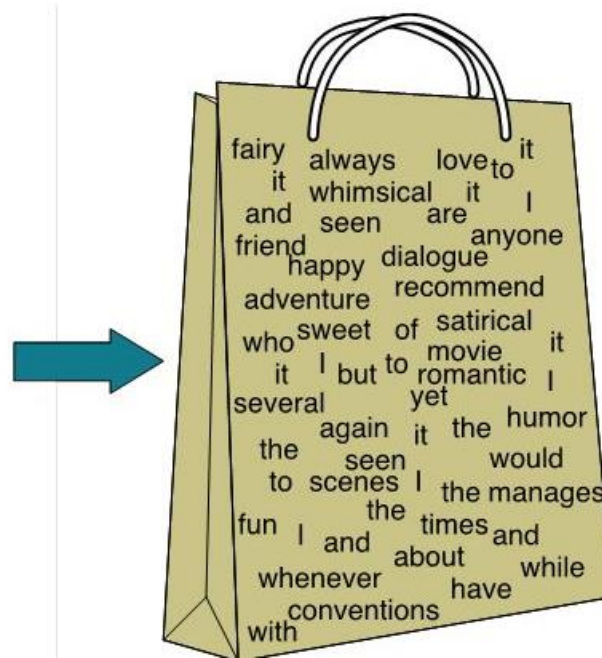 fairy always love to it
it whimsical it I
and seen are anyone
friend happy dialogue
adventure recommend
who sweet of satirical
it I but to movie it
romantic I
several yet
again it the humor
the seen would
to scenes I the manages
fun the times and
I and about while
whenever have
conventions
with